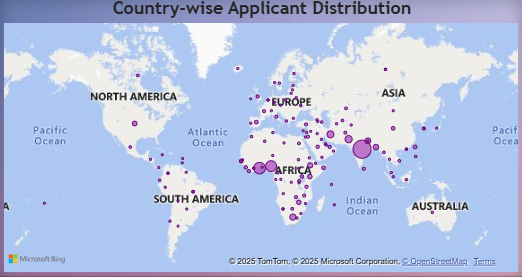 Country-wise Applicant Distribution
NORTH AMERICA
EUROPE
ASIA
Pacific
Ocean
Atlantic
Ocean
Pacific
Ocean
AFRICA
SOUTH AMERICA
Indian
Ocean
AUSTRALIA
A
Microsoft Bing
© 2025 TomTom, © 2025 Microsoft Corporation, © OpenStreetMap Terms